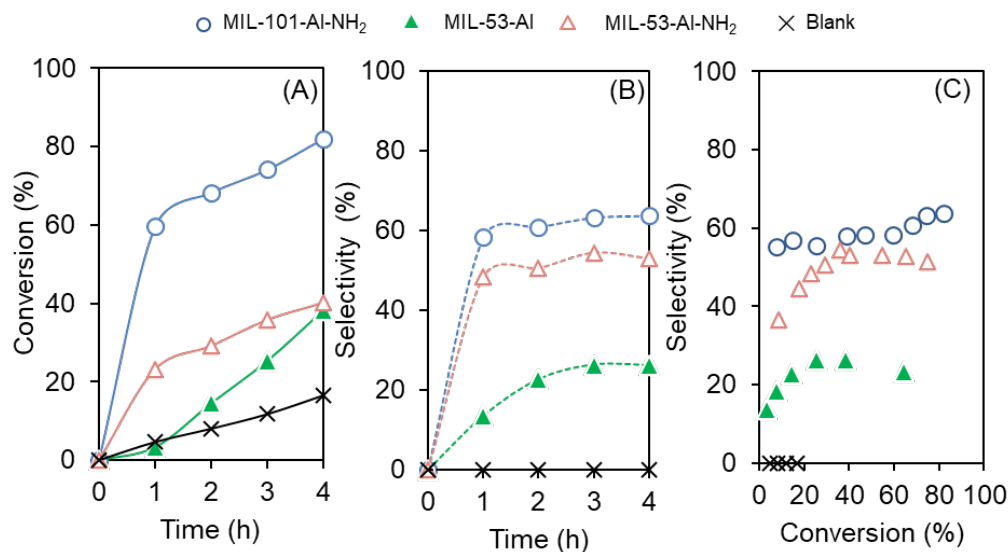 MIL-101-Al-NH₂ MIL-53-Al MIL-53-Al-NH₂ Blank
(A)
Conversion (%)
100
80
60
40
20
0
0 1 2 3 4
Time (h)
(B)
Selectivity (%)
100
80
60
40
20
0
0 1 2 3 4
Time (h)
(C)
Selectivity (%)
100
80
60
40
20
0
0 20 40 60 80 100
Conversion (%)